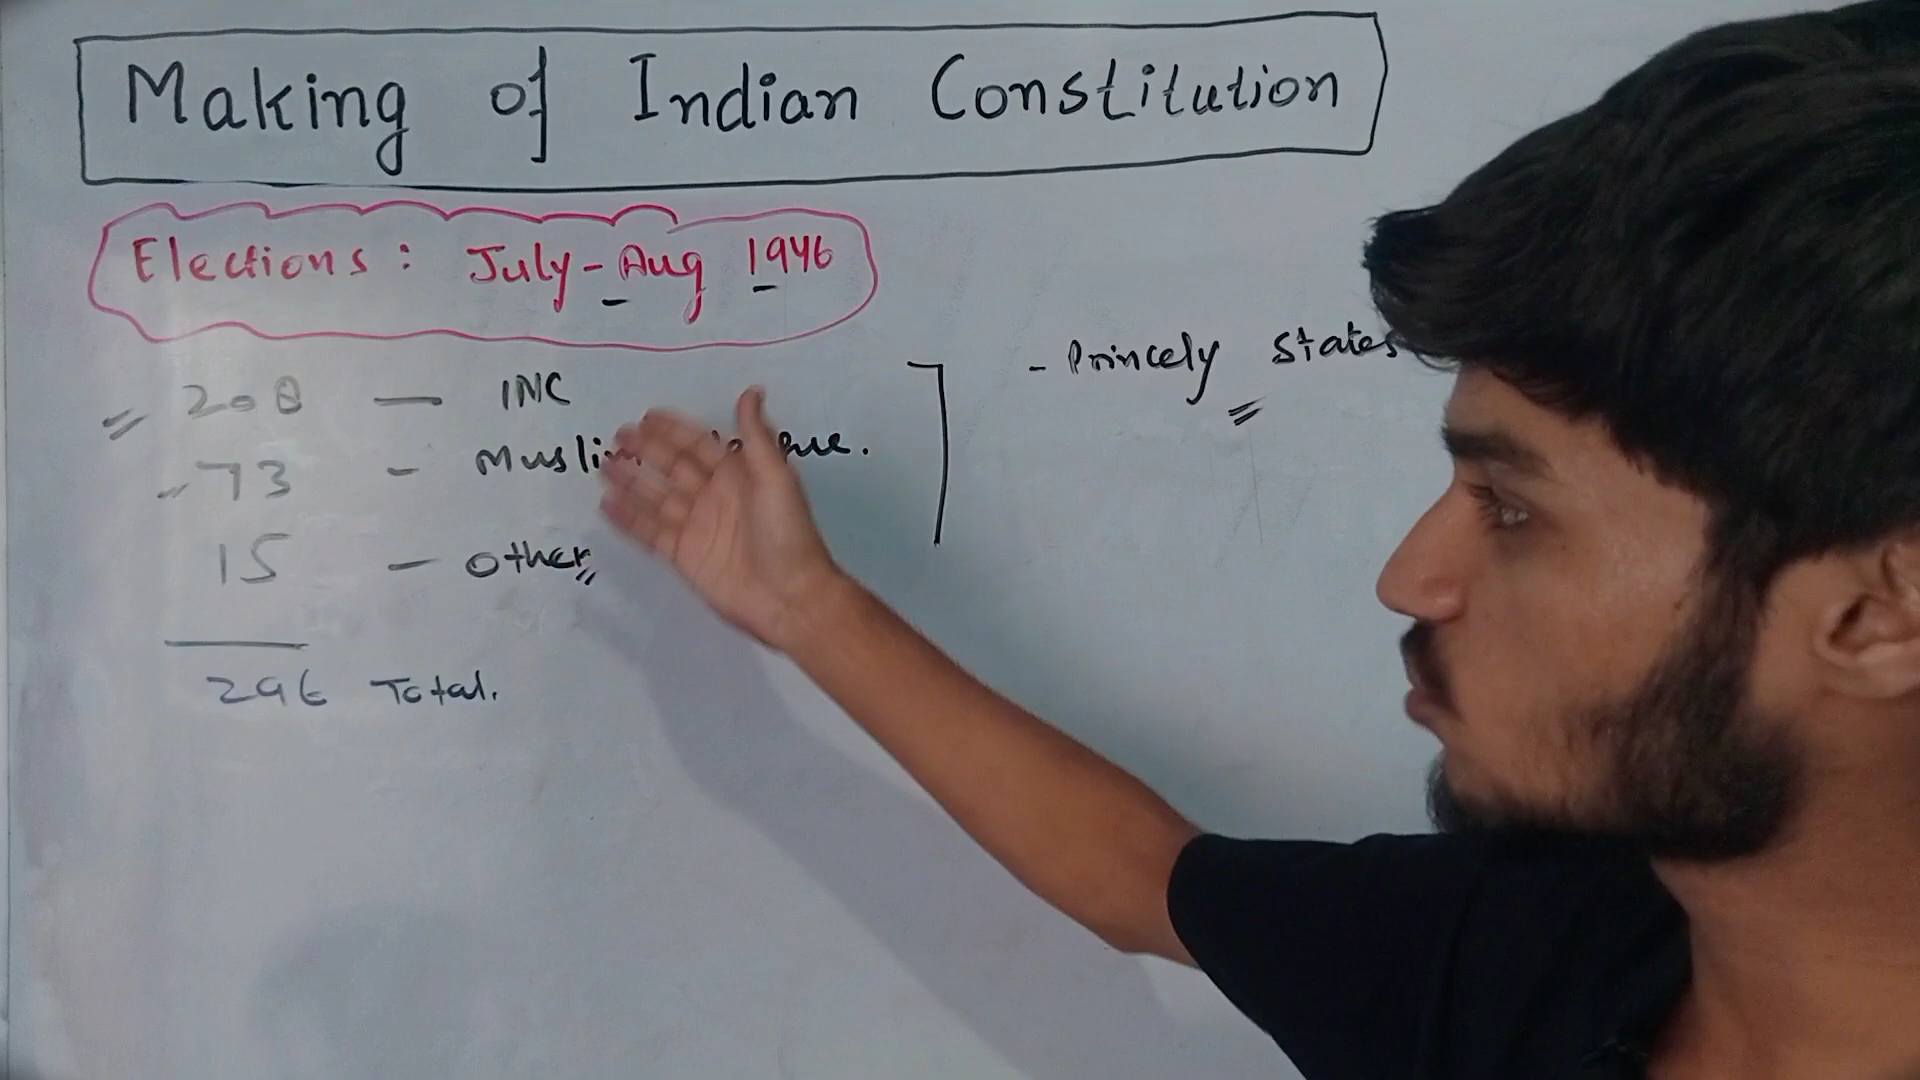 Making of Indian Constitution
Elections : July-Aug 1946
208 — INC
73 - Muslim
15 - other
296 Total.
- Princely states